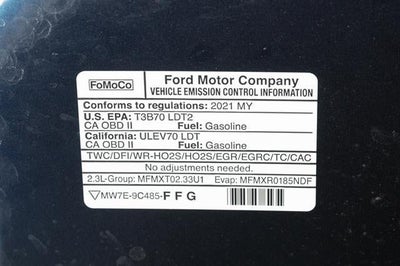 FoMoCo
Ford Motor Company
VEHICLE EMISSION CONTROL INFORMATION
Conforms to regulations: 2021 MY
U.S. EPA: T3B70 LDT2
CA OBD II Fuel: Gasoline
California: ULEV70 LDT
CA OBD II Fuel: Gasoline
TWC/DFI/WR-HO2S/HO2S/EGR/EGRC/TC/CAC
No adjustments needed.
2.3L-Group: MFMXT02.33U1 Evap: MFMXR0185NDF
MW7E-9C485-FFG